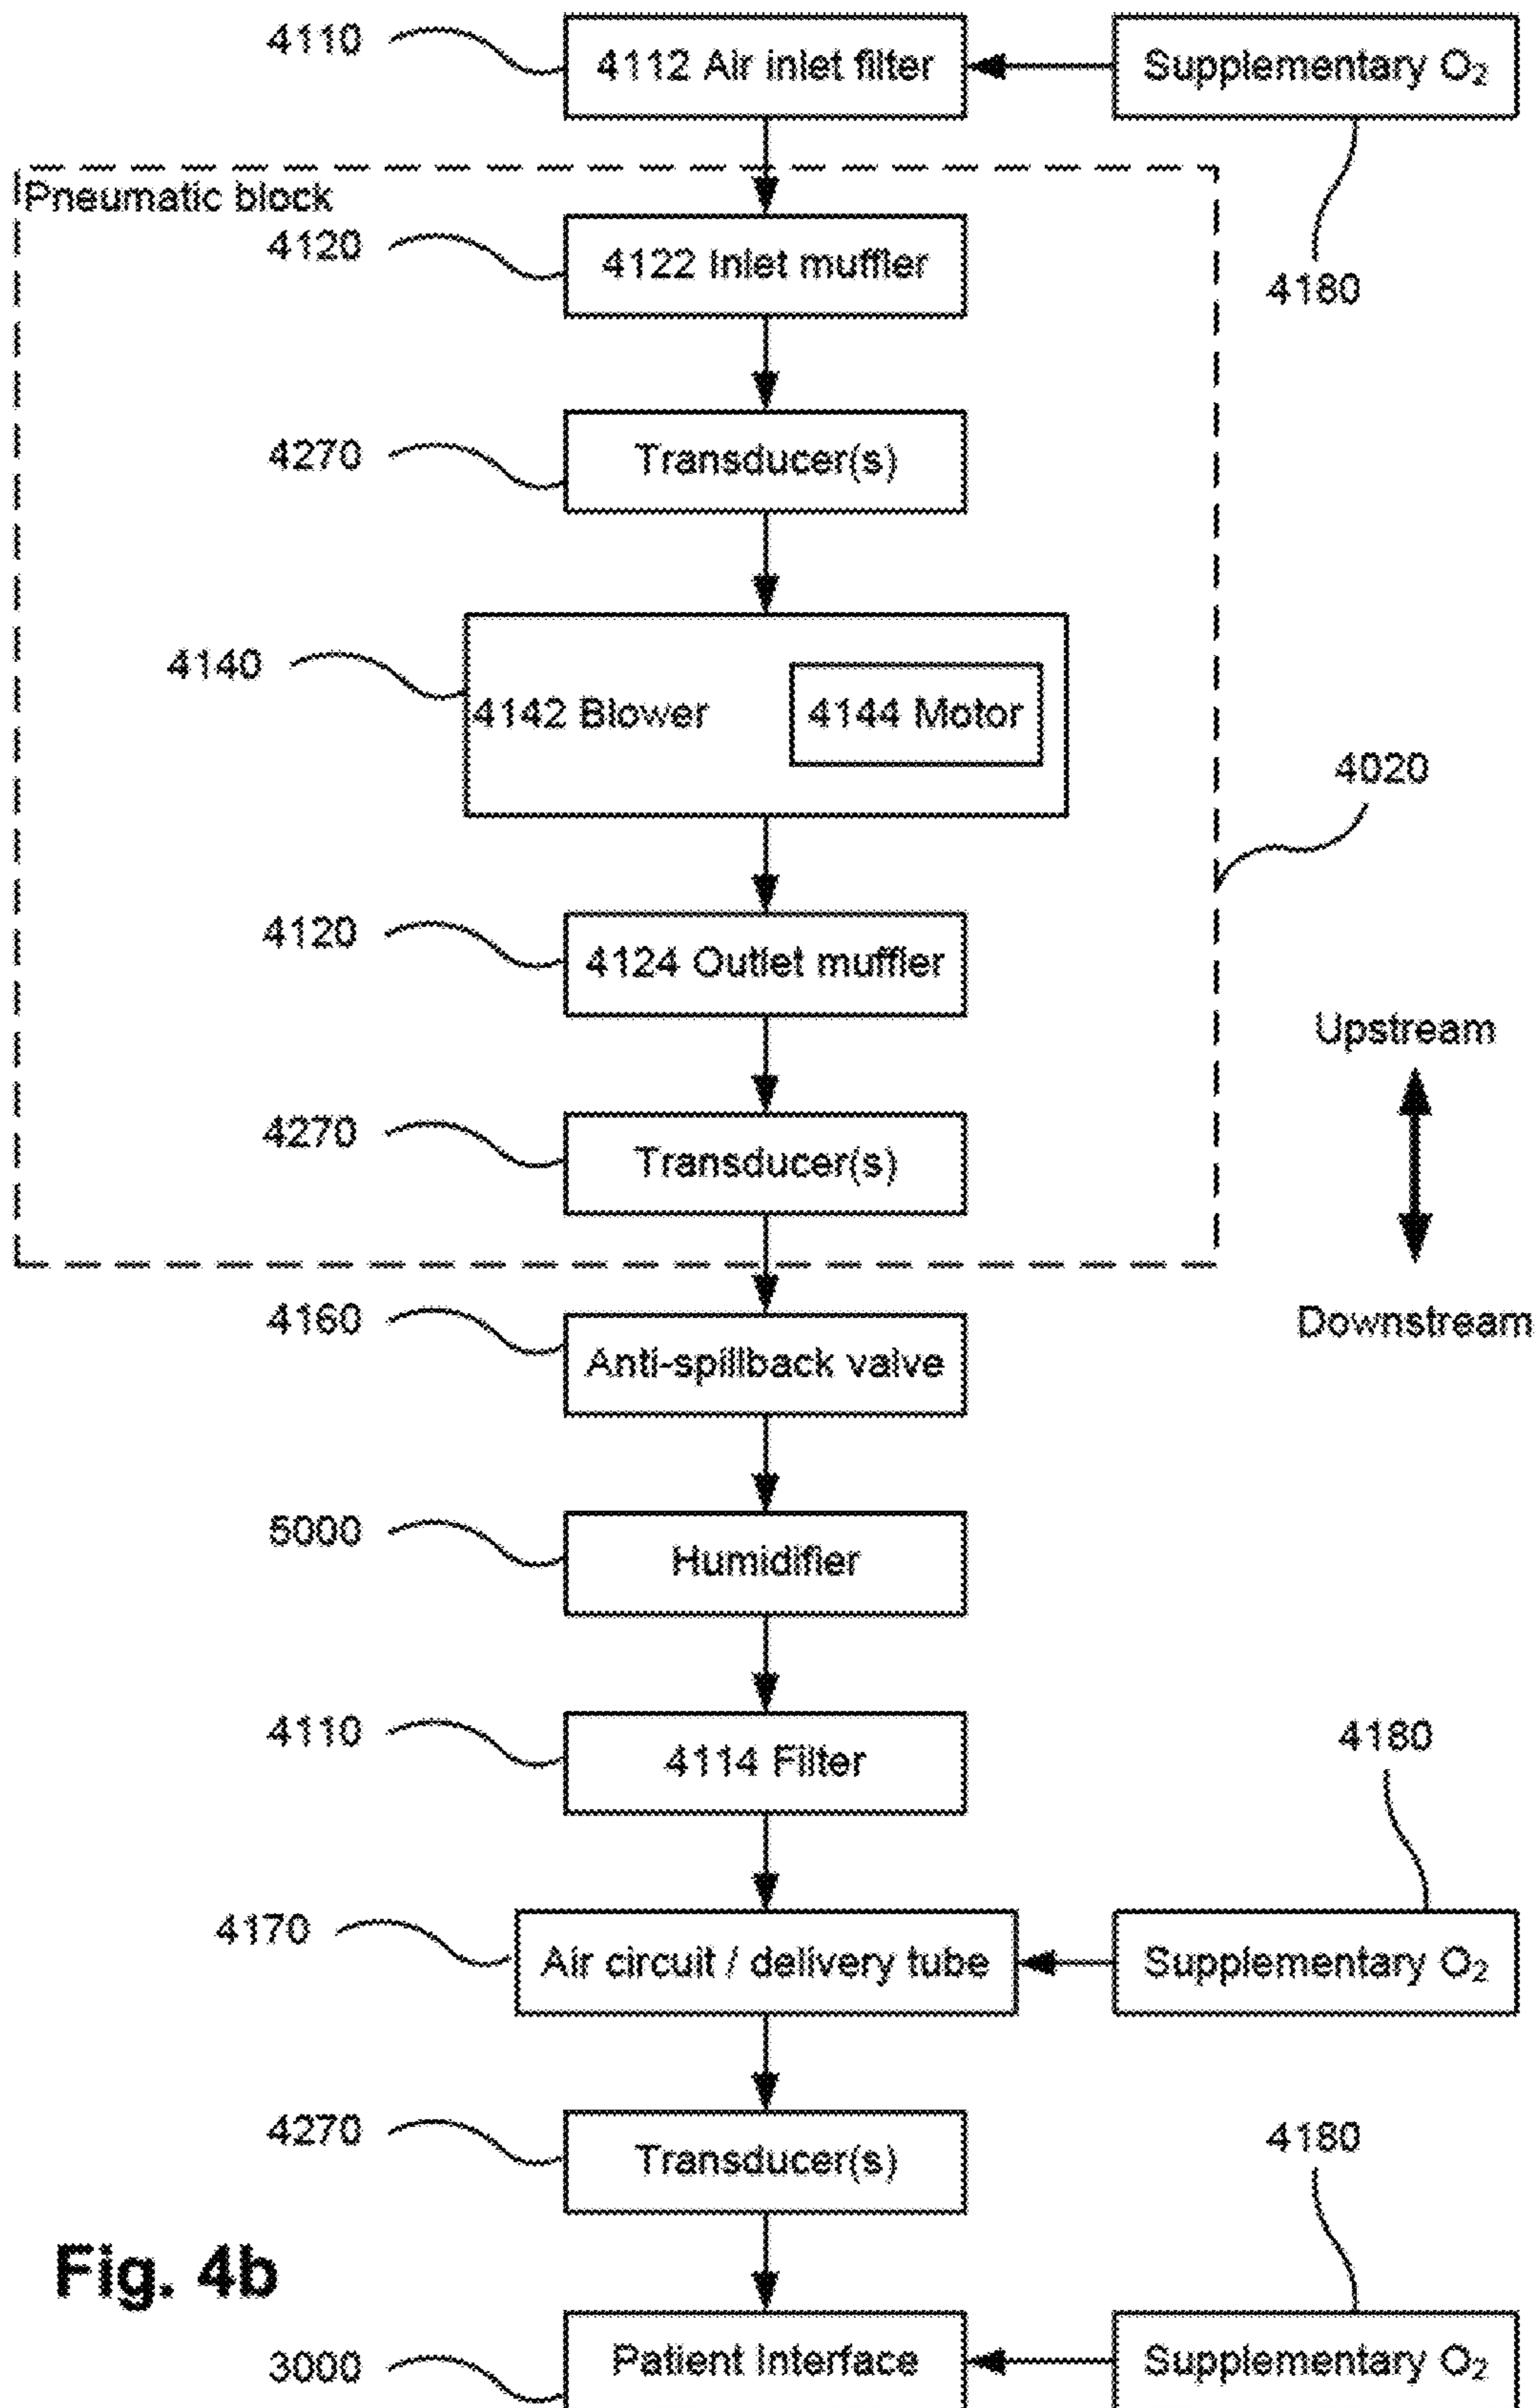 4110
4112 Air inlet filter
Supplementary O₂
Pneumatic block
4120
4122 Inlet muffler
4180
4270
Transducer(s)
4140
4142 Blower
4144 Motor
4020
4120
4124 Outlet muffler
Upstream
4270
Transducer(s)
4160
Anti-spillback valve
Downstream
5000
Humidifier
4110
4114 Filter
4180
4170
Air circuit / delivery tube
Supplementary O₂
4270
Transducer(s)
4180
Fig. 4b
3000
Patient Interface
Supplementary O₂